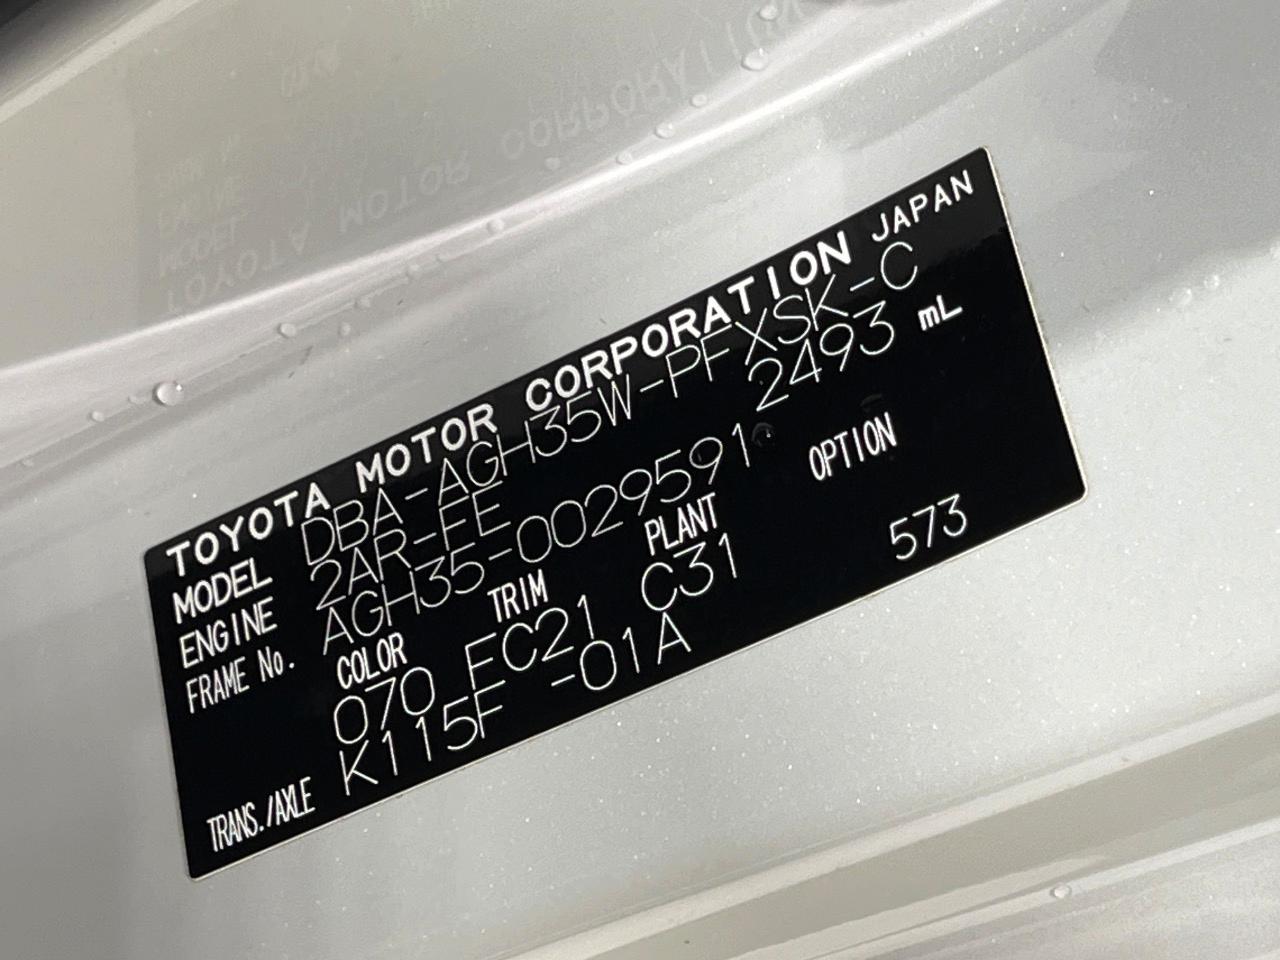 TOYOTA MOTOR CORPORATION JAPAN
MODEL DBA-AGH35W-PFXSK-C
ENGINE 2AR-FE 2493 mL
FRAME No. AGH35-0029591
COLOR TRIM PLANT OPTION
070 FC21 C31 573
TRANS./AXLE K115F -01A